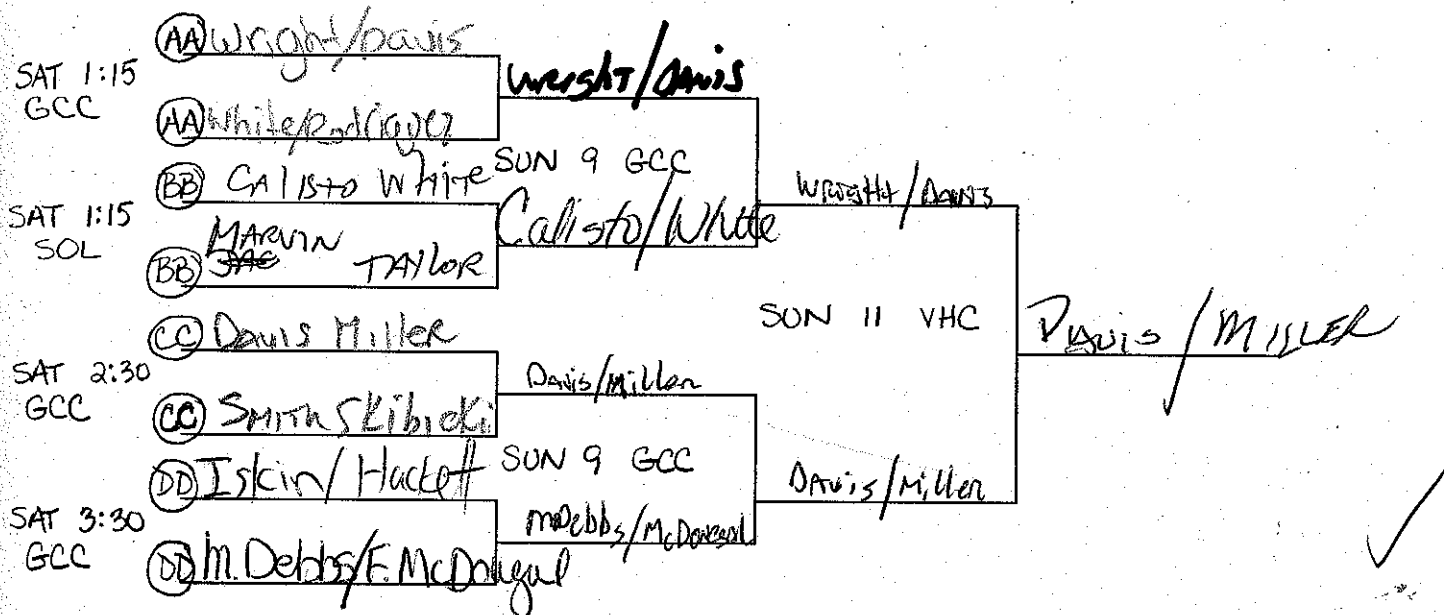 AA Wright/Davis
SAT 1:15
GCC
Wright/DAVIS
AA White/Rodriguez
SUN 9 GCC
BB CAlisto WHiTe
WRIGHT/DAVIS
SAT 1:15
SOL
Calisto/White
MARVIN
BB TAYLOR
SUN 11 VHC
DAVIS/MILLER
CC Davis Miller
SAT 2:30
GCC
Davis/Miller
CC SMITH SKibicki
SUN 9 GCC
DD Iskin/Hackett
DAVis/Miller
SAT 3:30
GCC
MDebbs/McDougal
DD M.Debbs/F.McDougal